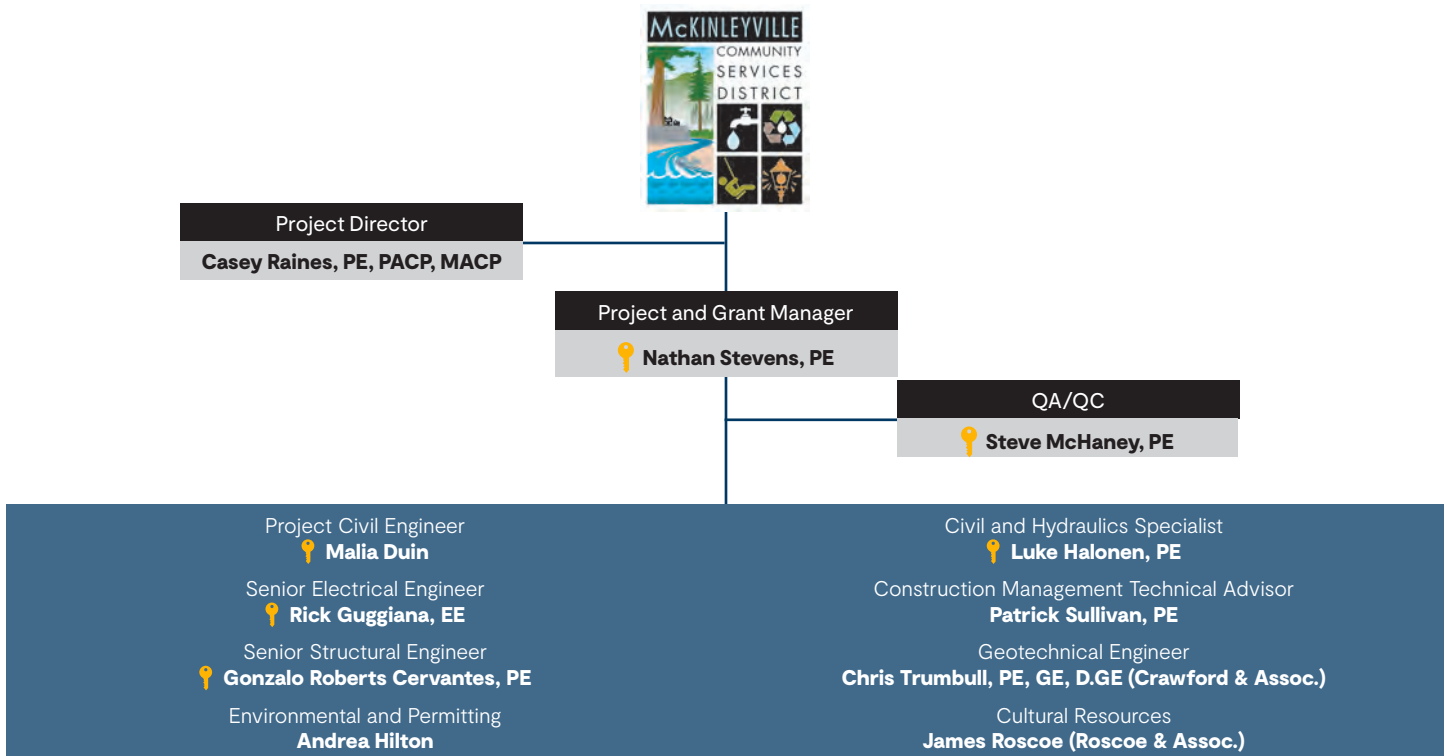 McKINLEYVILLE
COMMUNITY
SERVICES
DISTRICT
Project Director
Casey Raines, PE, PACP, MACP
Project and Grant Manager
Nathan Stevens, PE
QA/QC
Steve McHaney, PE
Project Civil Engineer
Malia Duin
Senior Electrical Engineer
Rick Guggiana, EE
Senior Structural Engineer
Gonzalo Roberts Cervantes, PE
Environmental and Permitting
Andrea Hilton
Civil and Hydraulics Specialist
Luke Halonen, PE
Construction Management Technical Advisor
Patrick Sullivan, PE
Geotechnical Engineer
Chris Trumbull, PE, GE, D.GE (Crawford & Assoc.)
Cultural Resources
James Roscoe (Roscoe & Assoc.)